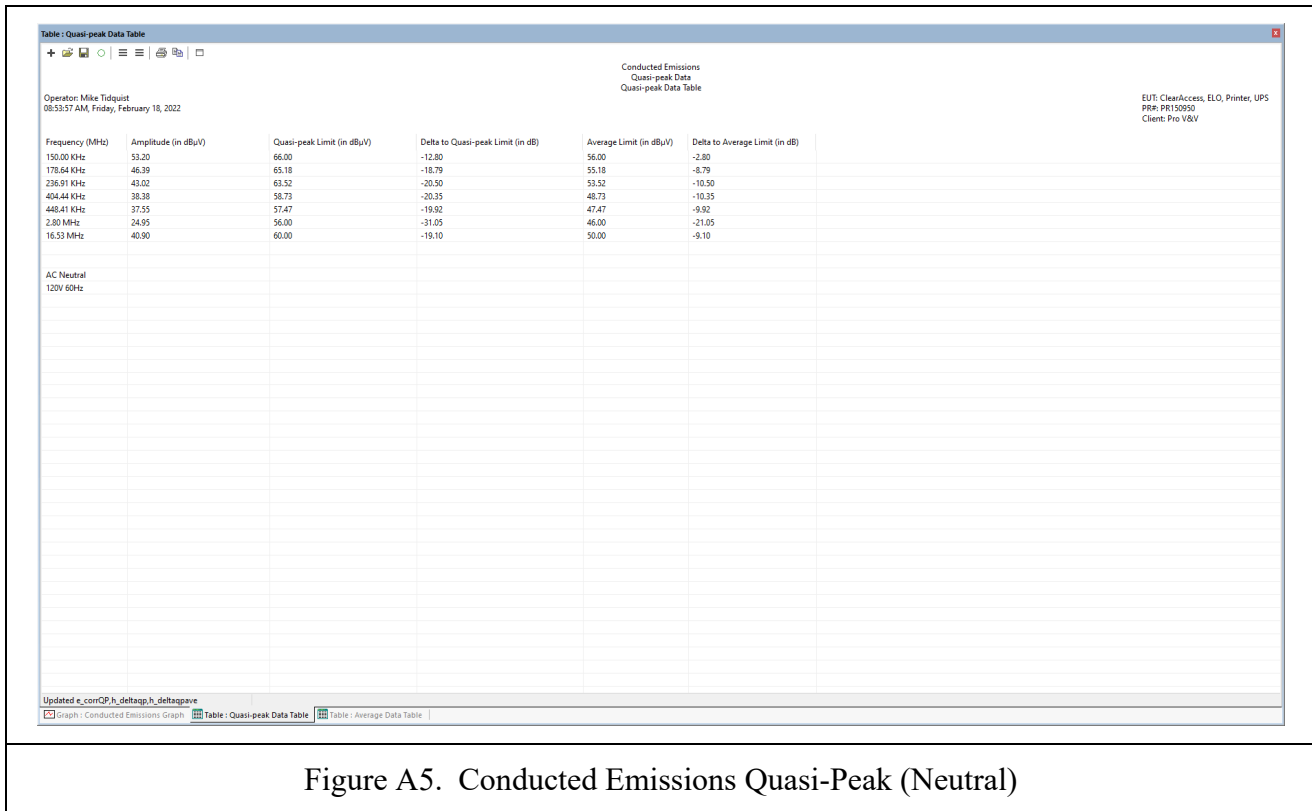 Table : Quasi-peak Data Table
Conducted Emissions
Quasi-peak Data
Quasi-peak Data Table
Operator: Mike Tidquist
08:53:57 AM, Friday, February 18, 2022
EUT: ClearAccess, ELO, Printer, UPS
PR#: PR150950
Client: Pro V&V
Frequency (MHz) Amplitude (in dBµV) Quasi-peak Limit (in dBµV) Delta to Quasi-peak Limit (in dB) Average Limit (in dBµV) Delta to Average Limit (in dB)
150.00 KHz 53.20 66.00 -12.80 56.00 -2.80
178.64 KHz 46.39 65.18 -18.79 55.18 -8.79
236.91 KHz 43.02 63.52 -20.50 53.52 -10.50
404.44 KHz 38.38 58.73 -20.35 48.73 -10.35
448.41 KHz 37.55 57.47 -19.92 47.47 -9.92
2.80 MHz 24.95 56.00 -31.05 46.00 -21.05
16.53 MHz 40.90 60.00 -19.10 50.00 -9.10
AC Neutral
120V 60Hz
Updated e_corrQP,h_deltaqp,h_deltaqpave
Graph : Conducted Emissions Graph Table : Quasi-peak Data Table Table : Average Data Table
Figure A5. Conducted Emissions Quasi-Peak (Neutral)